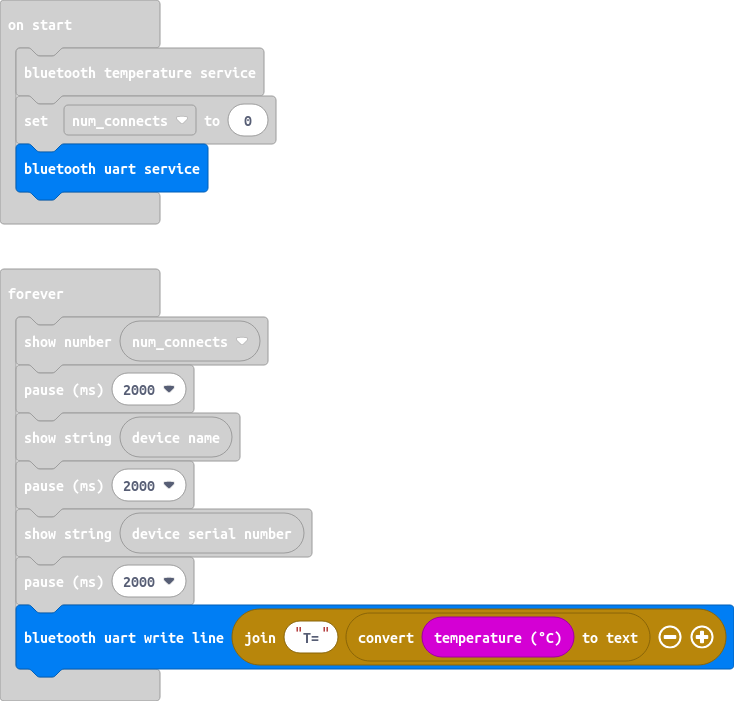 on start
bluetooth temperature service
set num_connects to 0
bluetooth uart service
forever
show number num_connects
pause (ms) 2000
show string device name
pause (ms) 2000
show string device serial number
pause (ms) 2000
bluetooth uart write line join "T= " convert temperature (°C) to text